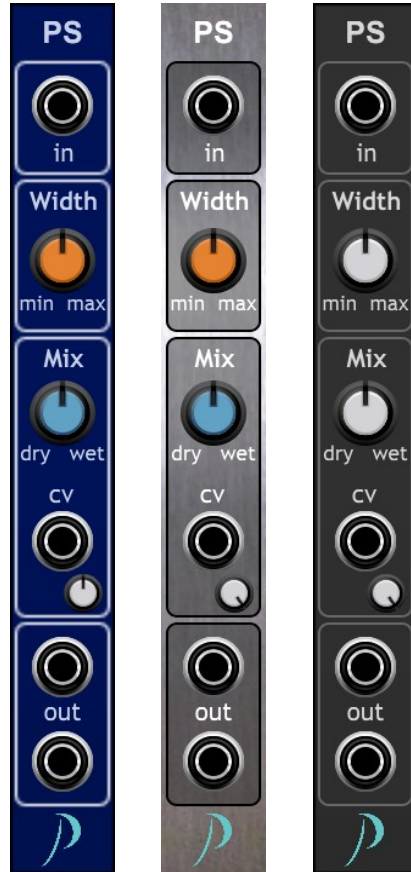 PS
in
Width
min max
Mix
dry wet
cv
out
PS
in
Width
min max
Mix
dry wet
cv
out
PS
in
Width
min max
Mix
dry wet
cv
out